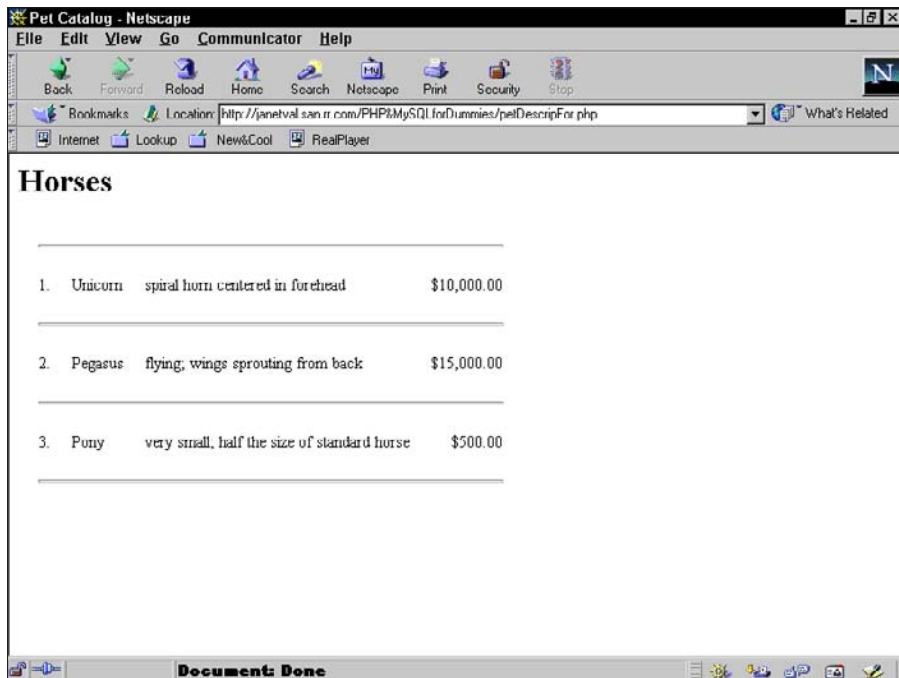 Pet Catalog - Netscape
File Edit View Go Communicator Help
Back Forward Reload Home Search Netscape Print Security Stop
My
N
Bookmarks Location: http://janetval.san.rr.com/PHP&MySQLforDummies/petDescripFor.php What's Related
Internet Lookup New&Cool RealPlayer
Horses
1. Unicorn spiral horn centered in forehead $10,000.00
2. Pegasus flying; wings sprouting from back $15,000.00
3. Pony very small, half the size of standard horse $500.00
Document: Done